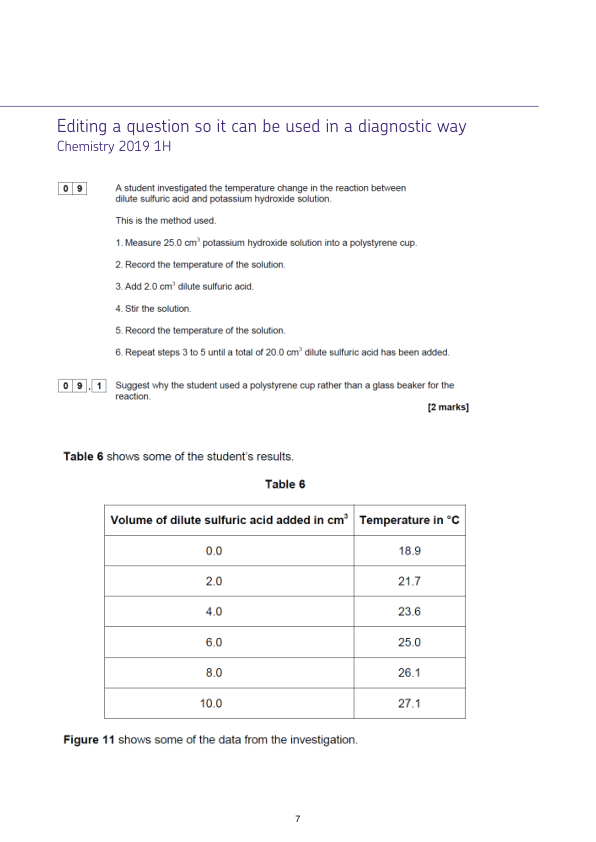 Editing a question so it can be used in a diagnostic way
Chemistry 2019 1H
0 9 A student investigated the temperature change in the reaction between
dilute sulfuric acid and potassium hydroxide solution.
This is the method used.
1. Measure 25.0 cm³ potassium hydroxide solution into a polystyrene cup.
2. Record the temperature of the solution.
3. Add 2.0 cm³ dilute sulfuric acid.
4. Stir the solution.
5. Record the temperature of the solution.
6. Repeat steps 3 to 5 until a total of 20.0 cm³ dilute sulfuric acid has been added.
0 9 . 1 Suggest why the student used a polystyrene cup rather than a glass beaker for the
reaction.
[2 marks]
Table 6 shows some of the student's results.
Table 6
Volume of dilute sulfuric acid added in cm³ Temperature in °C
0.0 18.9
2.0 21.7
4.0 23.6
6.0 25.0
8.0 26.1
10.0 27.1
Figure 11 shows some of the data from the investigation.
7